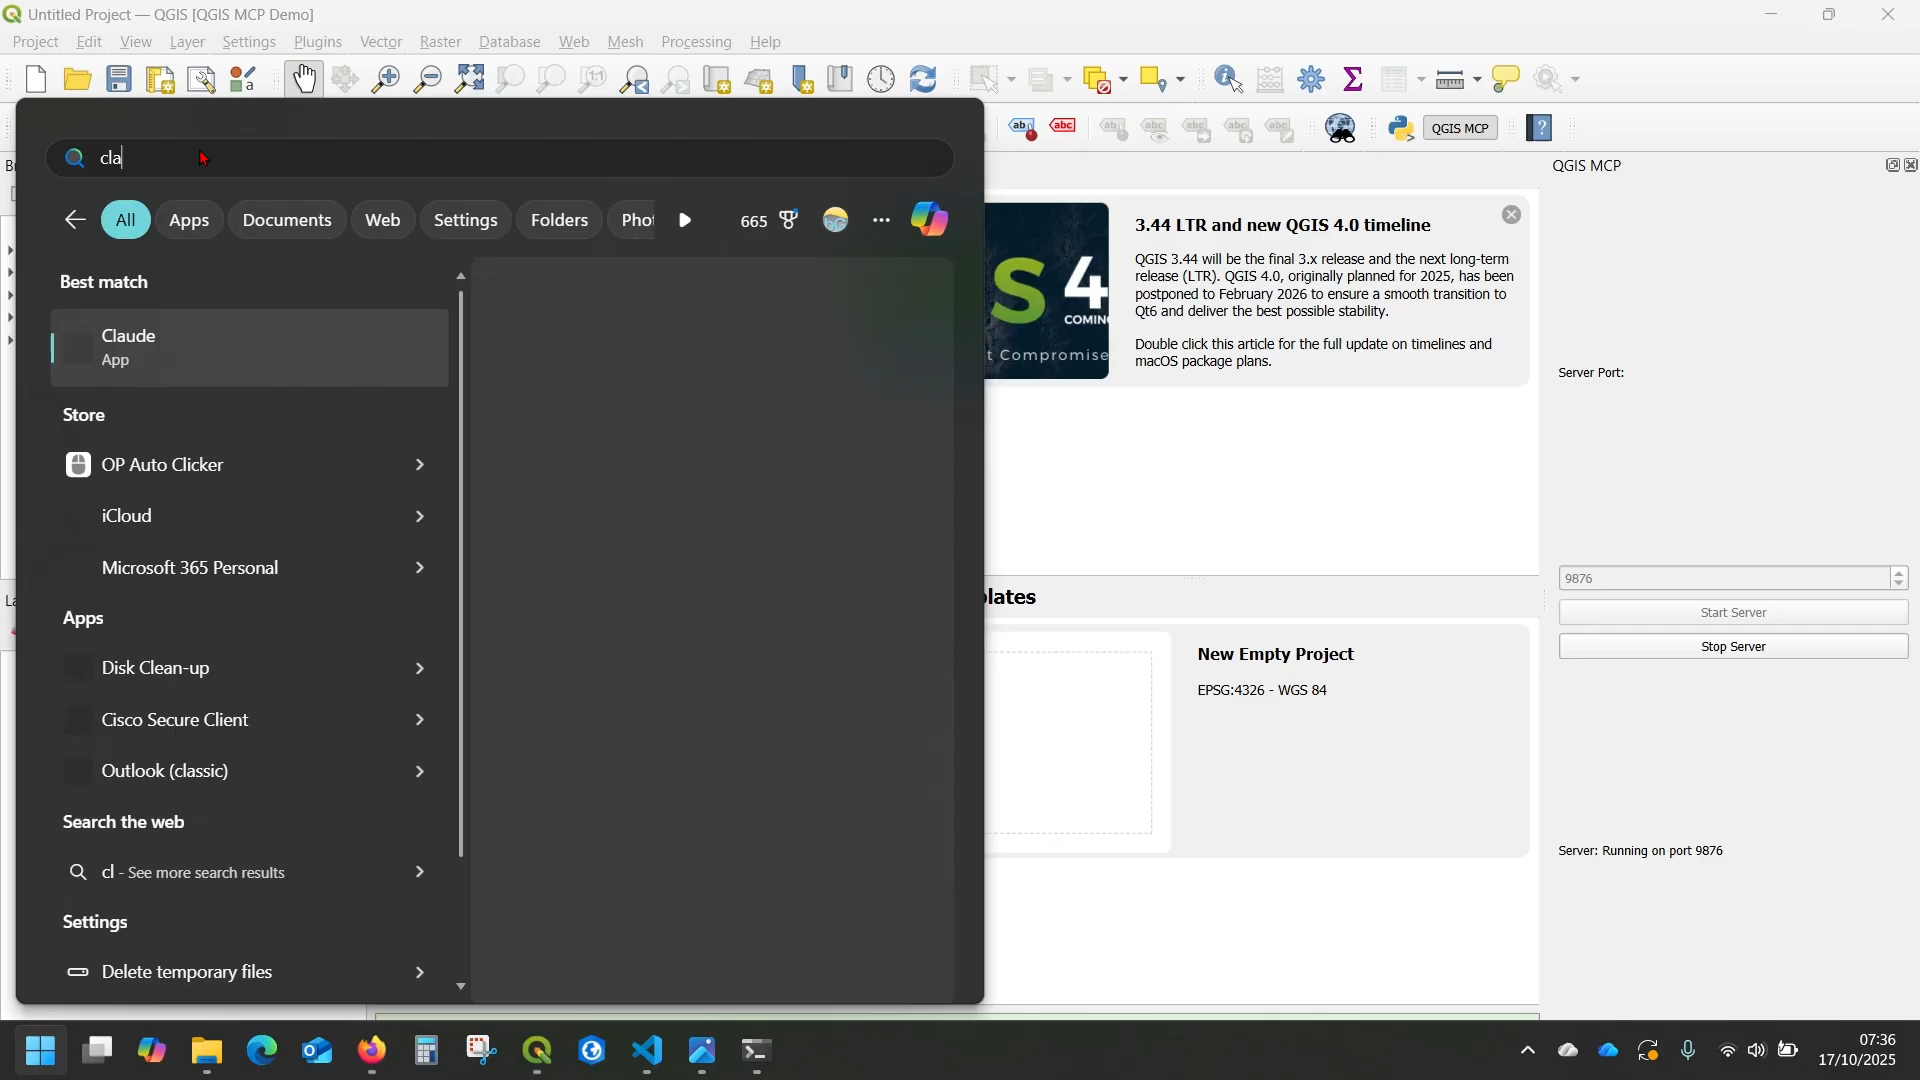 Untitled Project — QGIS [QGIS MCP Demo]
Project Edit View Layer Settings Plugins Vector Raster Database Web Mesh Processing Help
abc
QGIS MCP
cla
All Apps Documents Web Settings Folders Phot
665
Best match
Claude
App
Store
OP Auto Clicker
iCloud
Microsoft 365 Personal
Apps
Disk Clean-up
Cisco Secure Client
Outlook (classic)
Search the web
cl - See more search results
Settings
Delete temporary files
S 4
COMIN
t Compromise
3.44 LTR and new QGIS 4.0 timeline
QGIS 3.44 will be the final 3.x release and the next long-term
release (LTR). QGIS 4.0, originally planned for 2025, has been
postponed to February 2026 to ensure a smooth transition to
Qt6 and deliver the best possible stability.
Double click this article for the full update on timelines and
macOS package plans.
plates
New Empty Project
EPSG:4326 - WGS 84
QGIS MCP
Server Port:
9876
Start Server
Stop Server
Server: Running on port 9876
07:36
17/10/2025